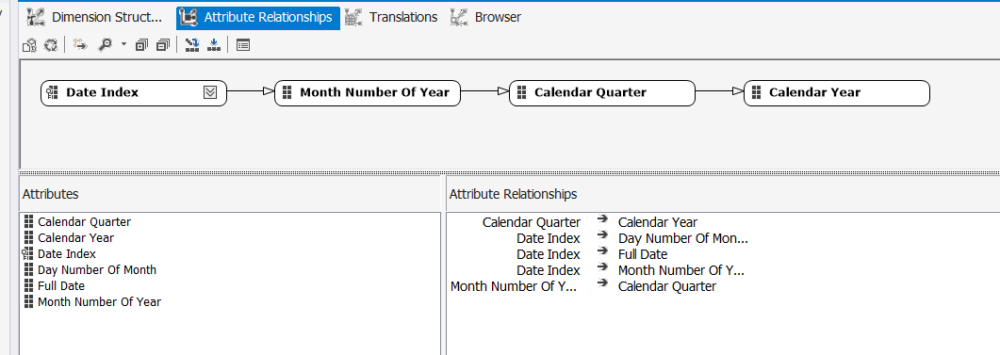 Dimension Struct... Attribute Relationships Translations Browser
Date Index Month Number Of Year Calendar Quarter Calendar Year
Attributes
Calendar Quarter
Calendar Year
Date Index
Day Number Of Month
Full Date
Month Number Of Year
Attribute Relationships
Calendar Quarter → Calendar Year
Date Index → Day Number Of Mon...
Date Index → Full Date
Date Index → Month Number Of Y...
Month Number Of Y... → Calendar Quarter